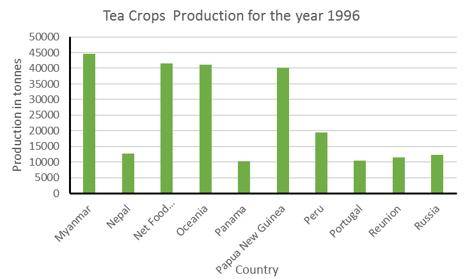 Tea Crops Production for the year 1996
Production in tonnes
50000
45000
40000
35000
30000
25000
20000
15000
10000
5000
0
Myanmar
Nepal
Net Food...
Oceania
Panama
Papua New Guinea
Peru
Portugal
Reunion
Russia
Country